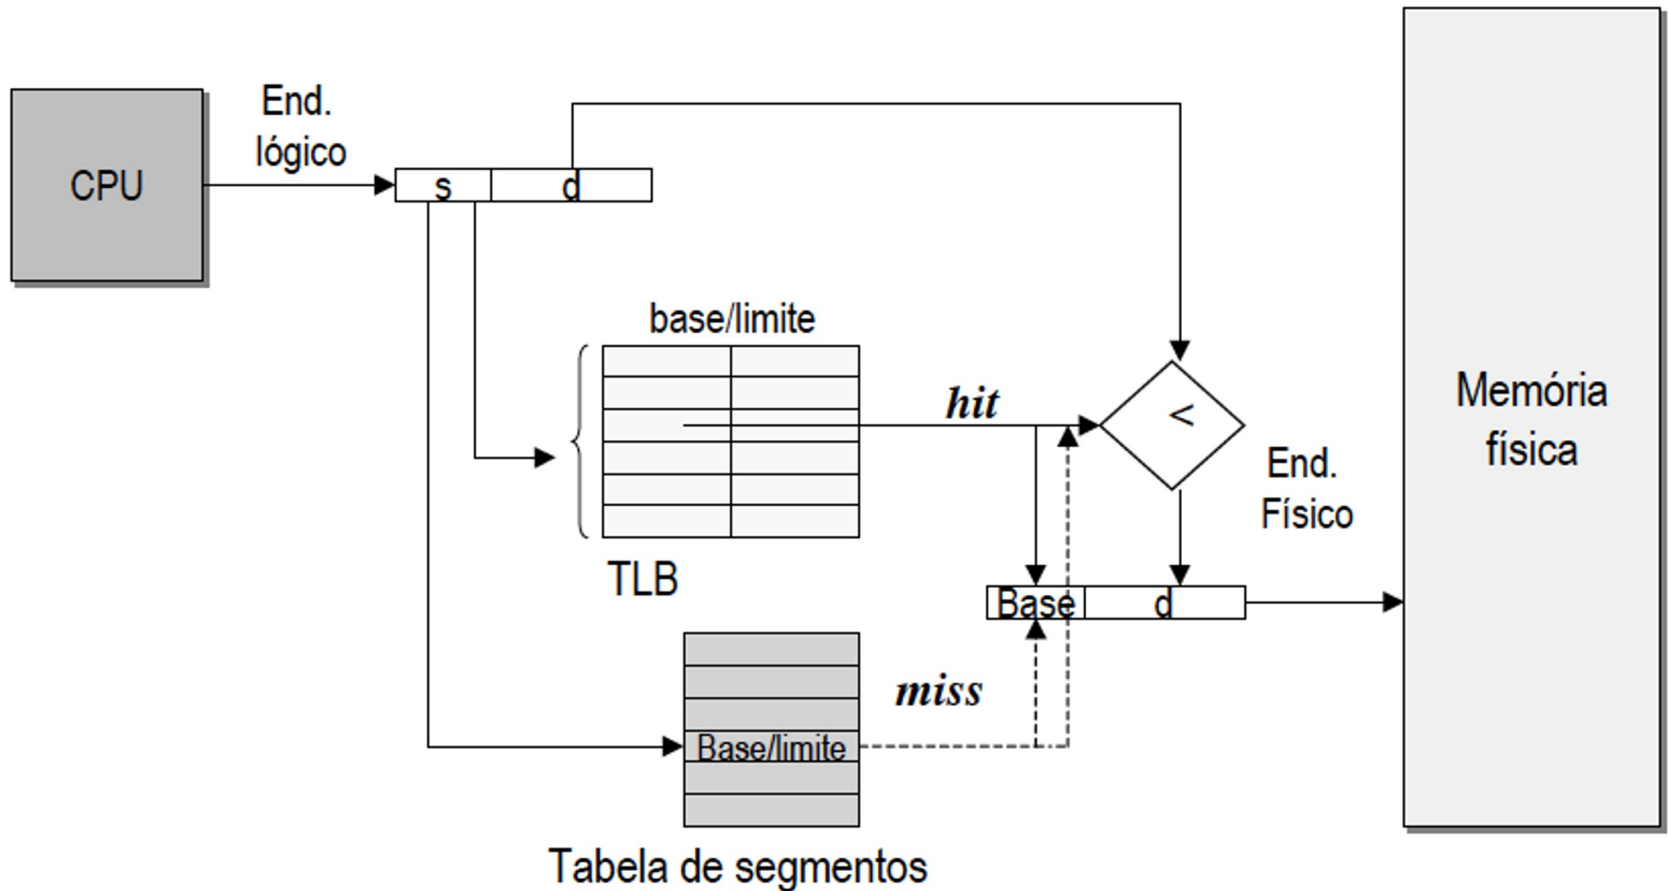 End.
lógico
CPU
s
d
base/limite
hit
<
Memória
física
End.
Físico
TLB
Base
d
miss
Base/limite
Tabela de segmentos